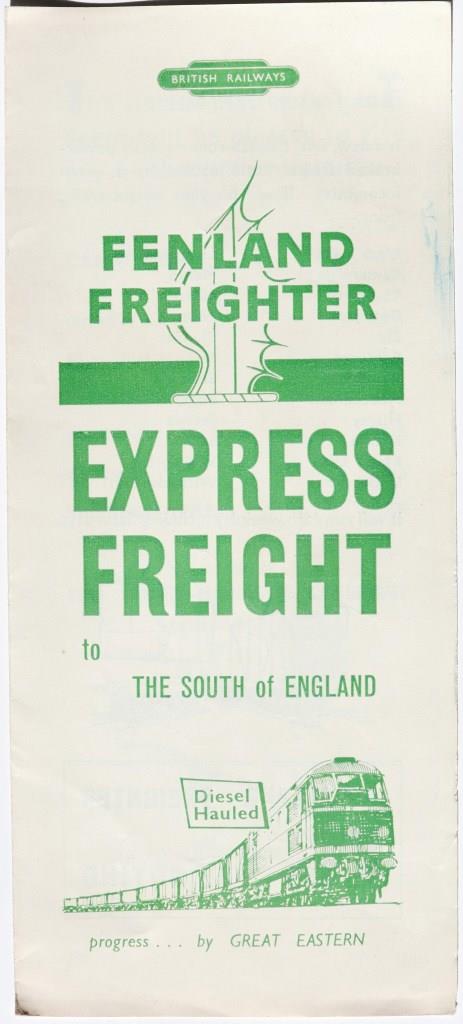 BRITISH RAILWAYS
FENLAND
FREIGHTER
EXPRESS
FREIGHT
to
THE SOUTH of ENGLAND
Diesel
Hauled
progress . . . by GREAT EASTERN